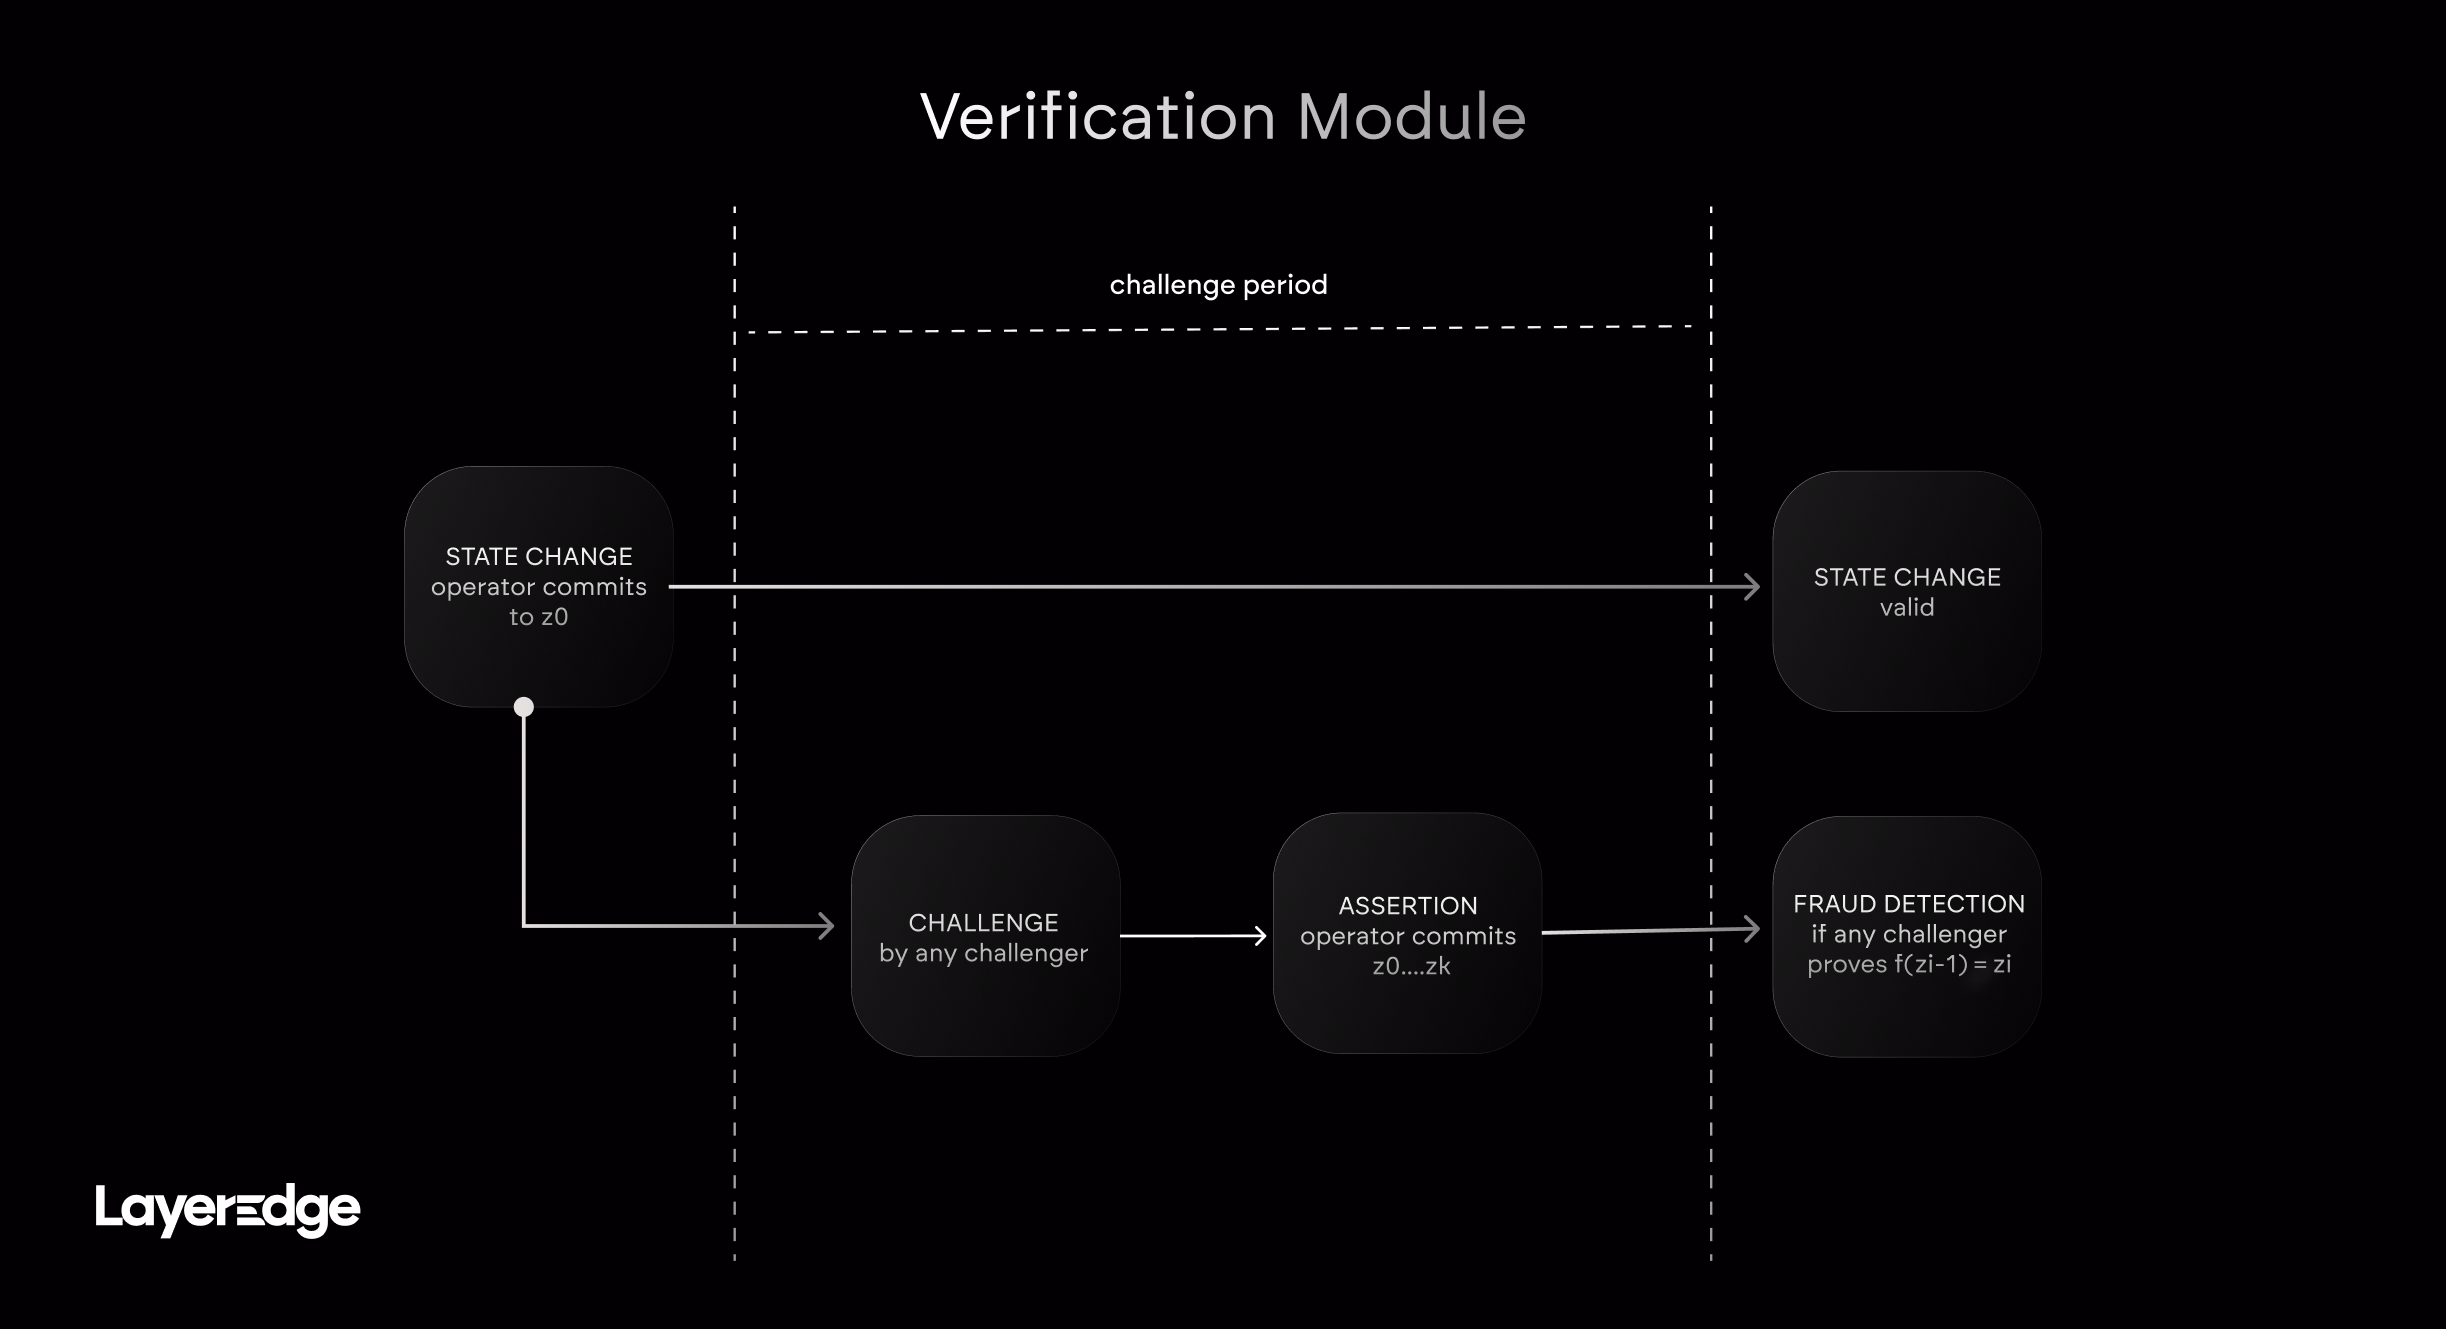 Verification Module
challenge period
STATE CHANGE
operator commits
to z0
STATE CHANGE
valid
CHALLENGE
by any challenger
ASSERTION
operator commits
z0....zk
FRAUD DETECTION
if any challenger
proves f(zi-1) = zi
LayerEdge